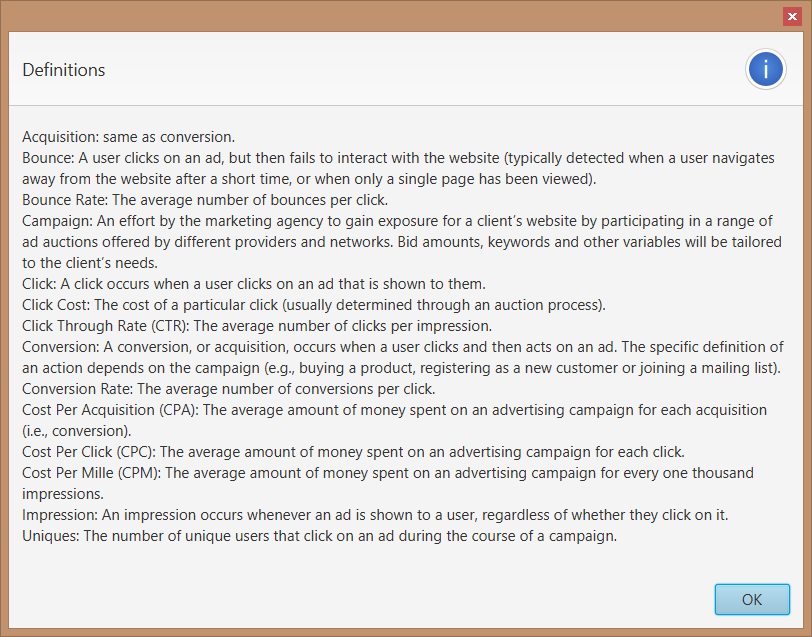 Definitions
Acquisition: same as conversion.
Bounce: A user clicks on an ad, but then fails to interact with the website (typically detected when a user navigates
away from the website after a short time, or when only a single page has been viewed).
Bounce Rate: The average number of bounces per click.
Campaign: An effort by the marketing agency to gain exposure for a client’s website by participating in a range of
ad auctions offered by different providers and networks. Bid amounts, keywords and other variables will be tailored
to the client’s needs.
Click: A click occurs when a user clicks on an ad that is shown to them.
Click Cost: The cost of a particular click (usually determined through an auction process).
Click Through Rate (CTR): The average number of clicks per impression.
Conversion: A conversion, or acquisition, occurs when a user clicks and then acts on an ad. The specific definition of
an action depends on the campaign (e.g., buying a product, registering as a new customer or joining a mailing list).
Conversion Rate: The average number of conversions per click.
Cost Per Acquisition (CPA): The average amount of money spent on an advertising campaign for each acquisition
(i.e., conversion).
Cost Per Click (CPC): The average amount of money spent on an advertising campaign for each click.
Cost Per Mille (CPM): The average amount of money spent on an advertising campaign for every one thousand
impressions.
Impression: An impression occurs whenever an ad is shown to a user, regardless of whether they click on it.
Uniques: The number of unique users that click on an ad during the course of a campaign.
OK